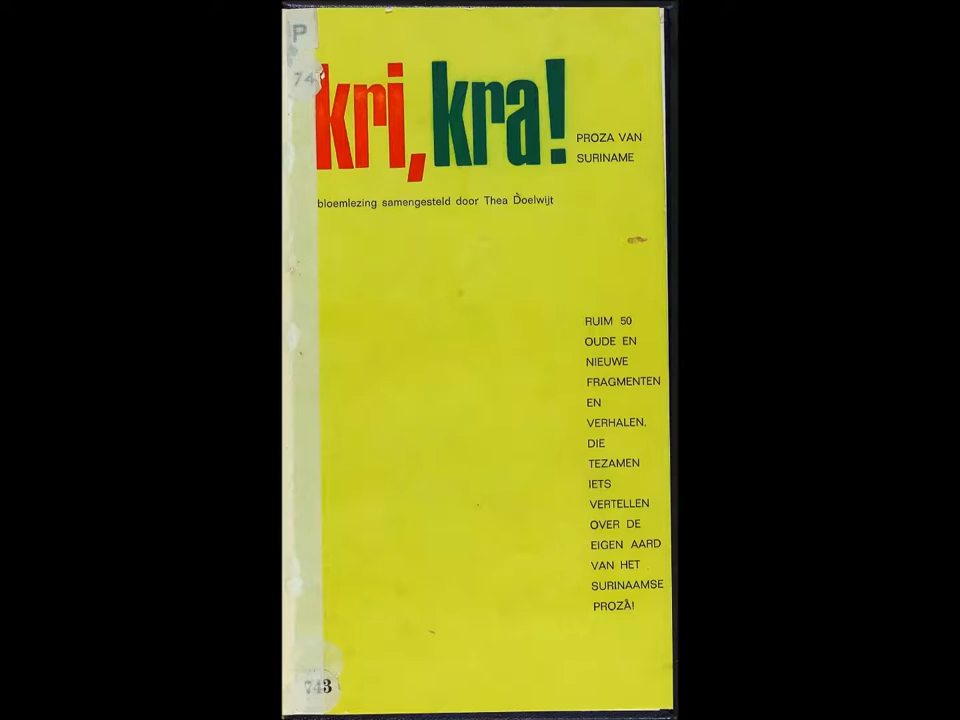 P
74
kri, kra!
PROZA VAN
SURINAME
bloemlezing samengesteld door Thea Doelwijt
RUIM 50
OUDE EN
NIEUWE
FRAGMENTEN
EN
VERHALEN,
DIE
TEZAMEN
IETS
VERTELLEN
OVER DE
EIGEN AARD
VAN HET
SURINAAMSE
PROZA!
743